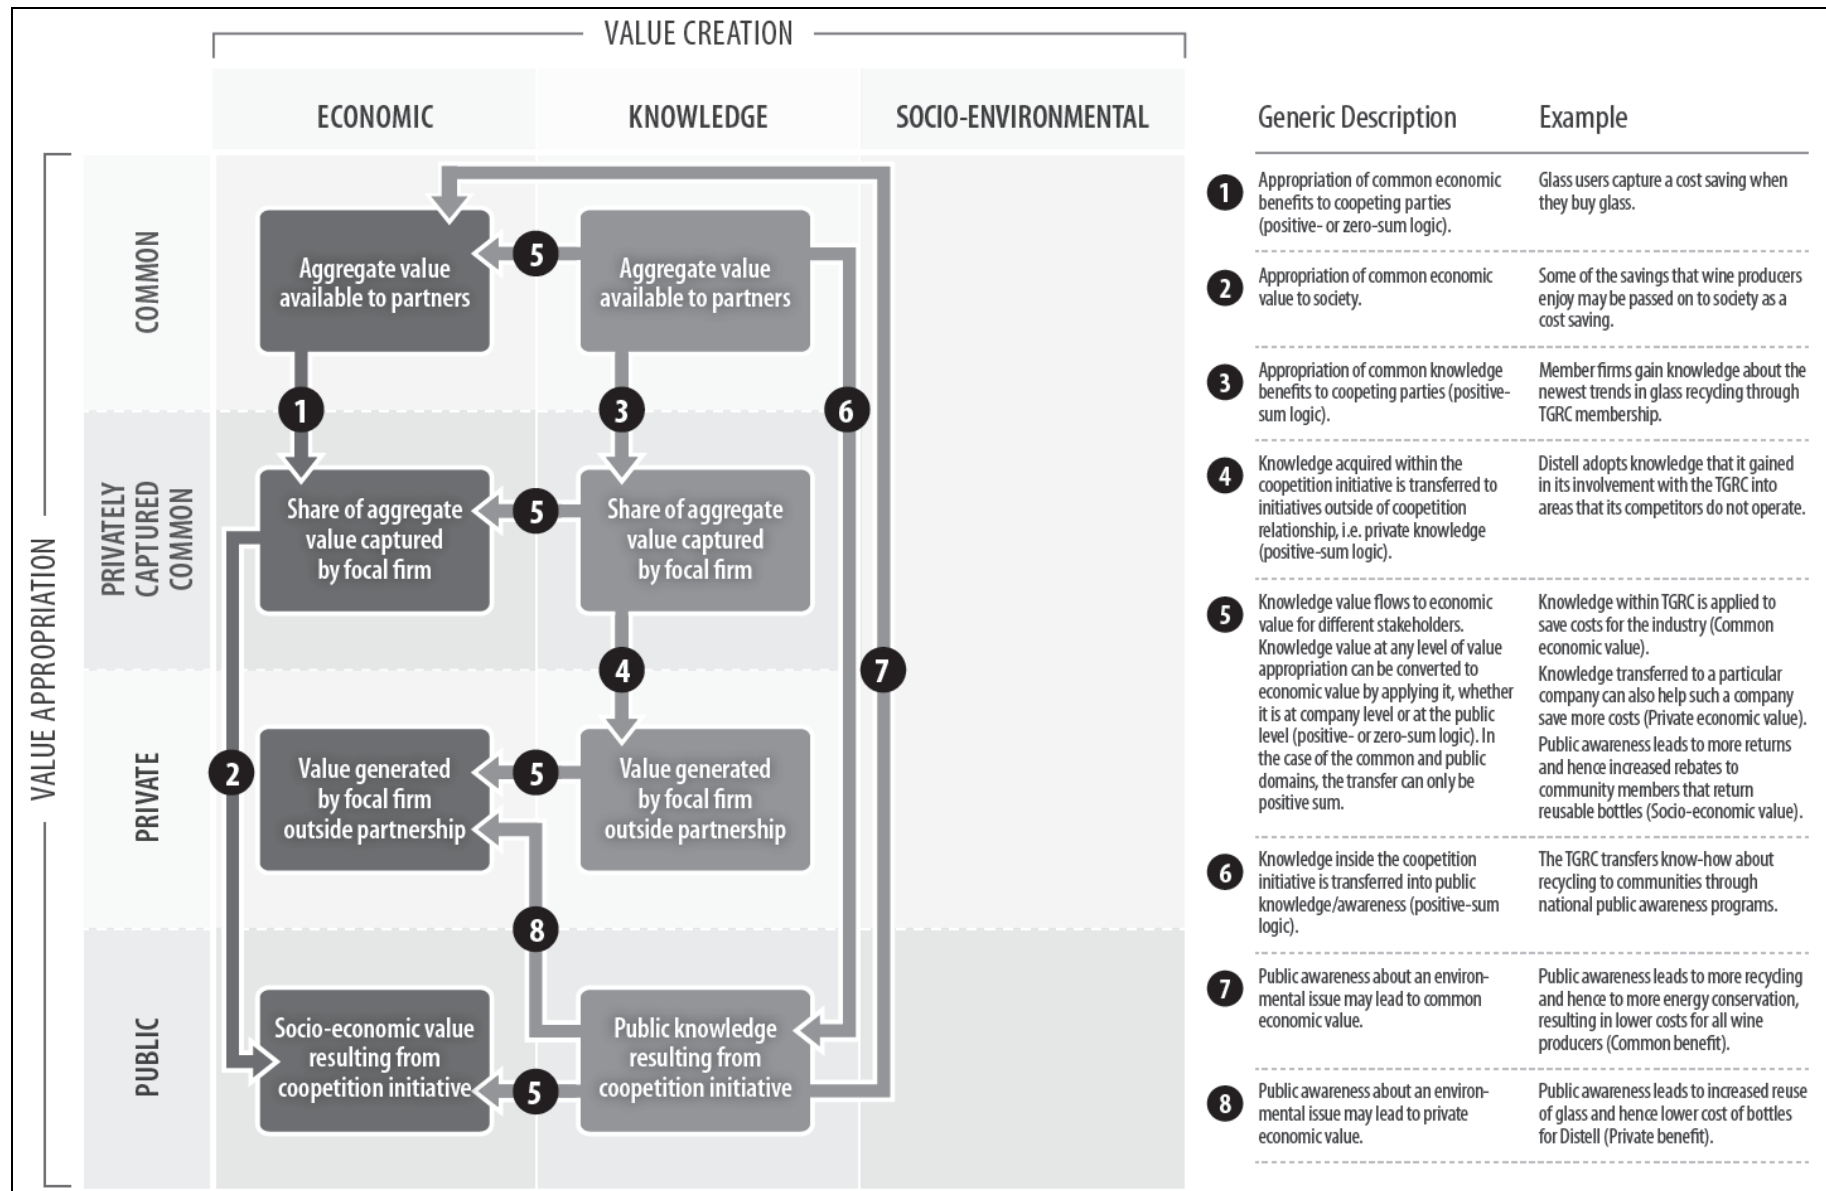 VALUE CREATION
ECONOMIC
KNOWLEDGE
SOCIO-ENVIRONMENTAL
VALUE APPROPRIATION
COMMON
Aggregate value
available to partners
5
Aggregate value
available to partners
1
3
6
PRIVATELY
CAPTURED
COMMON
Share of aggregate
value captured
by focal firm
5
Share of aggregate
value captured
by focal firm
4
7
PRIVATE
2
Value generated
by focal firm
outside partnership
5
Value generated
by focal firm
outside partnership
8
PUBLIC
Socio-economic value
resulting from
coopetition initiative
5
Public knowledge
resulting from
coopetition initiative
Generic Description
Example
1
Appropriation of common economic
benefits to coopeting parties
(positive- or zero-sum logic).
Glass users capture a cost saving when
they buy glass.
2
Appropriation of common economic
value to society.
Some of the savings that wine producers
enjoy may be passed on to society as a
cost saving.
3
Appropriation of common knowledge
benefits to coopeting parties (positive-
sum logic).
Member firms gain knowledge about the
newest trends in glass recycling through
TGRC membership.
4
Knowledge acquired within the
coopetition initiative is transferred to
initiatives outside of coopetition
relationship, i.e. private knowledge
(positive-sum logic).
Distell adopts knowledge that it gained
in its involvement with the TGRC into
areas that its competitors do not operate.
5
Knowledge value flows to economic
value for different stakeholders.
Knowledge value at any level of value
appropriation can be converted to
economic value by applying it, whether
it is at company level or at the public
level (positive- or zero-sum logic). In
the case of the common and public
domains, the transfer can only be
positive sum.
Knowledge within TGRC is applied to
save costs for the industry (Common
economic value).
Knowledge transferred to a particular
company can also help such a company
save more costs (Private economic value).
Public awareness leads to more returns
and hence increased rebates to
community members that return
reusable bottles (Socio-economic value).
6
Knowledge inside the coopetition
initiative is transferred into public
knowledge/awareness (positive-sum
logic).
The TGRC transfers know-how about
recycling to communities through
national public awareness programs.
7
Public awareness about an environ-
mental issue may lead to common
economic value.
Public awareness leads to more recycling
and hence to more energy conservation,
resulting in lower costs for all wine
producers (Common benefit).
8
Public awareness about an environ-
mental issue may lead to private
economic value.
Public awareness leads to increased reuse
of glass and hence lower cost of bottles
for Distell (Private benefit).